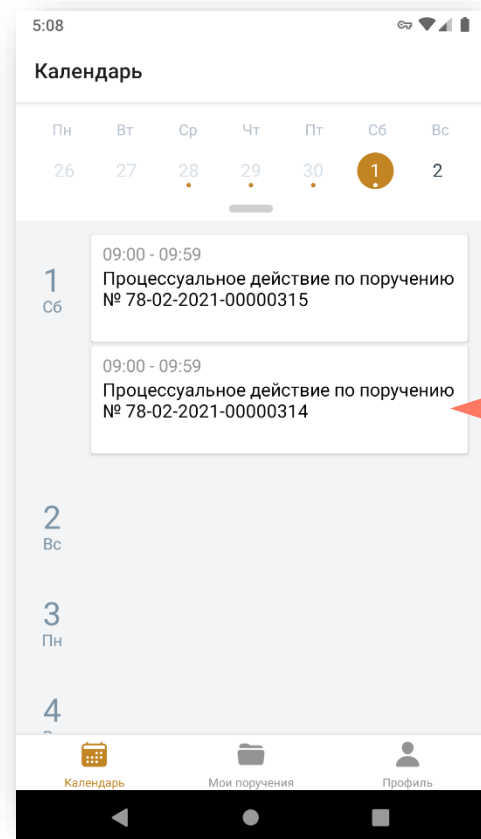 5:08
Календарь
Пн Вт Ср Чт Пт Сб Вс
26 27 28 29 30 1 2
1
Сб
09:00 - 09:59
Процессуальное действие по поручению
№ 78-02-2021-00000315
09:00 - 09:59
Процессуальное действие по поручению
№ 78-02-2021-00000314
2
Вс
3
Пн
4
Календарь Мои поручения Профиль